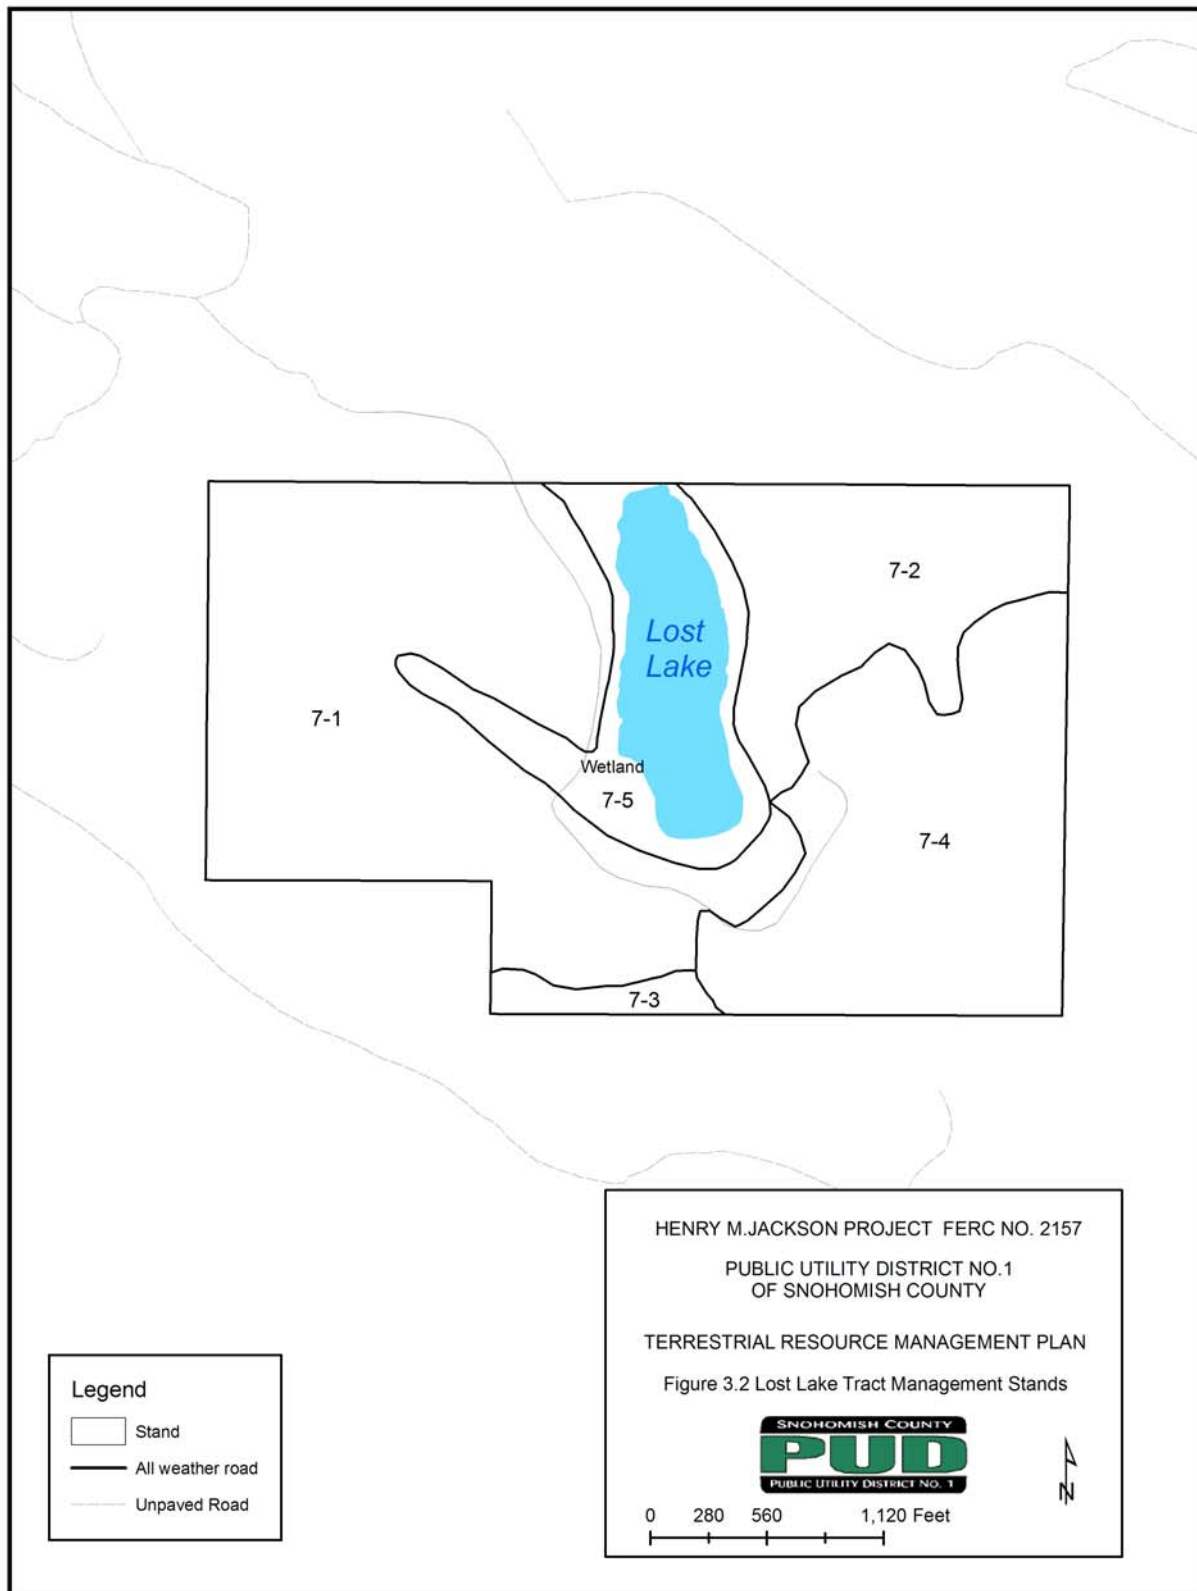 7-2
Lost
Lake
7-1
Wetland
7-5
7-4
7-3
HENRY M.JACKSON PROJECT FERC NO. 2157
PUBLIC UTILITY DISTRICT NO.1
OF SNOHOMISH COUNTY
TERRESTRIAL RESOURCE MANAGEMENT PLAN
Figure 3.2 Lost Lake Tract Management Stands
SNOHOMISH COUNTY
PUD
PUBLIC UTILITY DISTRICT NO. 1
N
0 280 560 1,120 Feet
Legend
Stand
All weather road
Unpaved Road